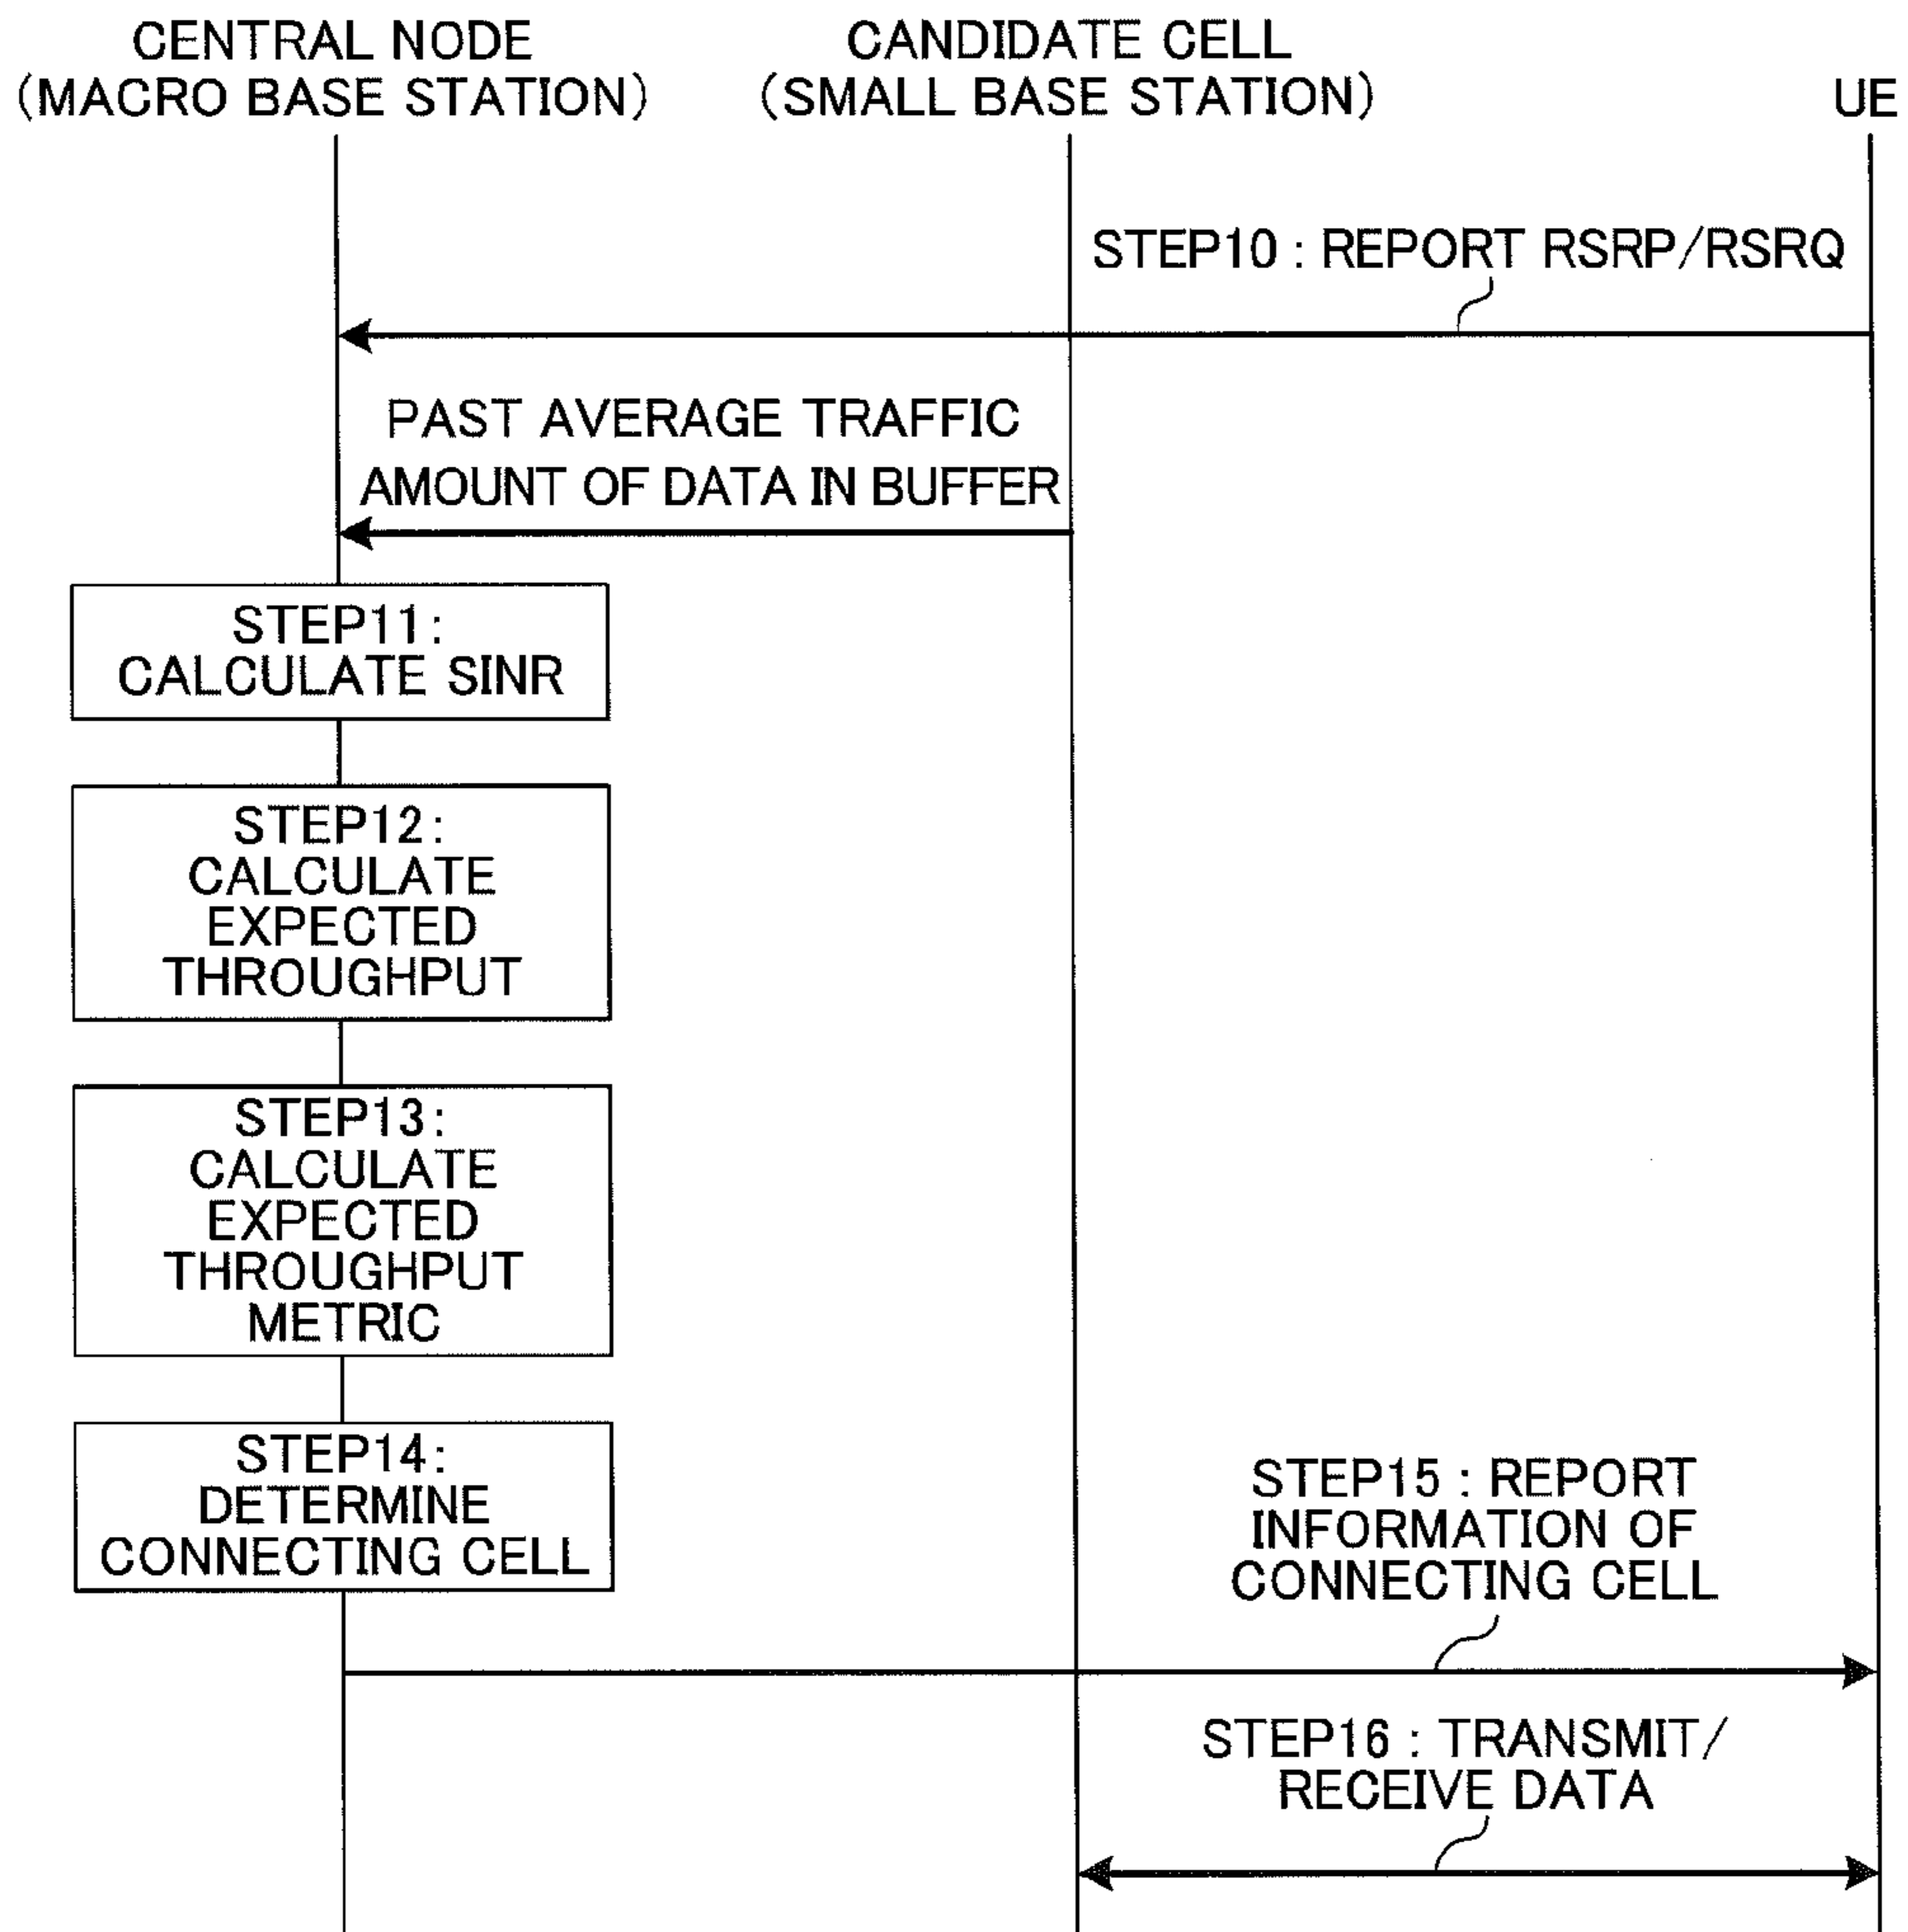 CENTRAL NODE
(MACRO BASE STATION)
CANDIDATE CELL
(SMALL BASE STATION)
UE
STEP10 : REPORT RSRP/RSRQ
PAST AVERAGE TRAFFIC
AMOUNT OF DATA IN BUFFER
STEP11 :
CALCULATE SINR
STEP12 :
CALCULATE
EXPECTED
THROUGHPUT
STEP13 :
CALCULATE
EXPECTED
THROUGHPUT
METRIC
STEP14 :
DETERMINE
CONNECTING CELL
STEP15 : REPORT
INFORMATION OF
CONNECTING CELL
STEP16 : TRANSMIT/
RECEIVE DATA